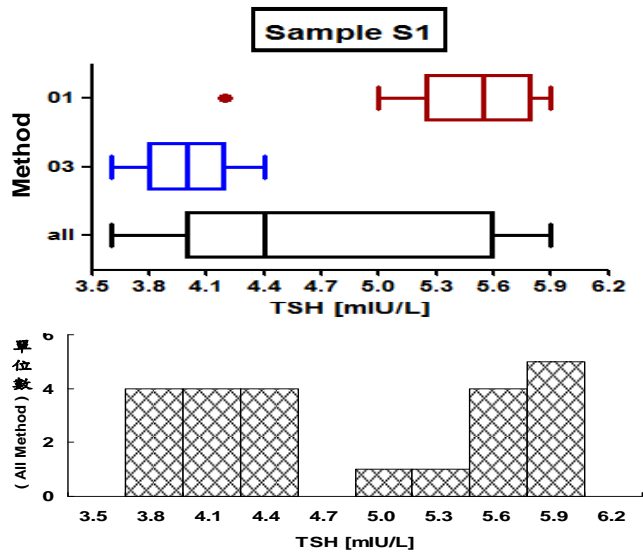 Sample S1
Method
01
03
all
3.5 3.8 4.1 4.4 4.7 5.0 5.3 5.6 5.9 6.2
TSH [mIU/L]
單位數
( All Method )
6
4
2
0
3.5 3.8 4.1 4.4 4.7 5.0 5.3 5.6 5.9 6.2
TSH [mIU/L]